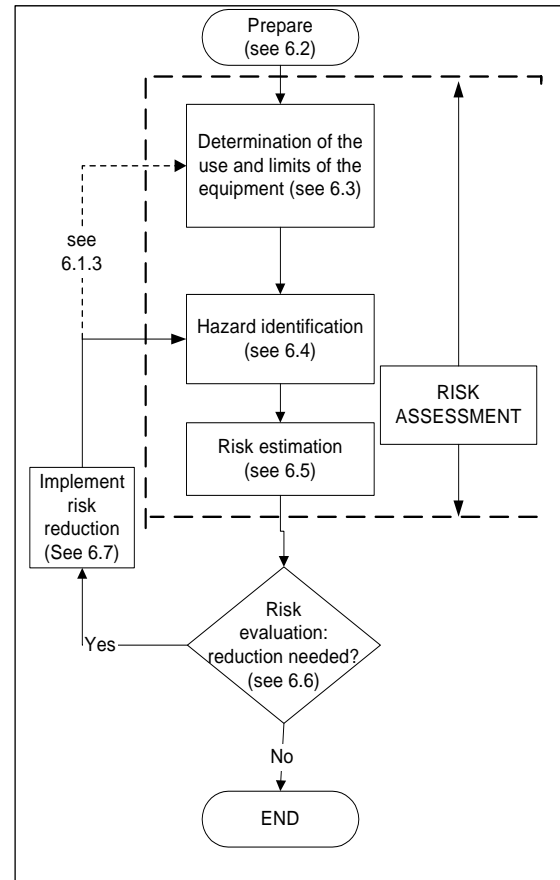 Prepare
(see 6.2)
Determination of the
use and limits of the
equipment (see 6.3)
see
6.1.3
Hazard identification
(see 6.4)
RISK
ASSESSMENT
Risk estimation
(see 6.5)
Implement
risk
reduction
(See 6.7)
Risk
evaluation:
reduction needed?
(see 6.6)
Yes
No
END